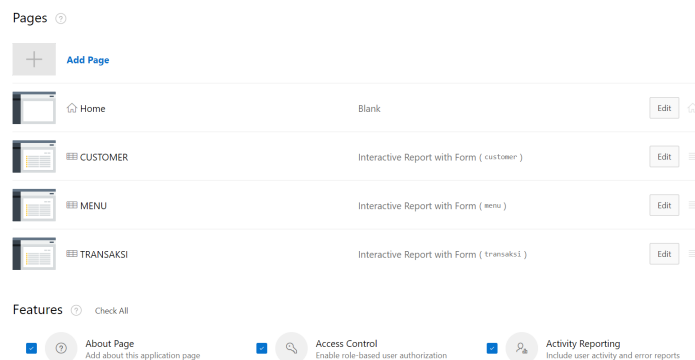 Pages ?
Add Page
Home Blank Edit
CUSTOMER Interactive Report with Form ( customer ) Edit
MENU Interactive Report with Form ( menu ) Edit
TRANSAKSI Interactive Report with Form ( transaksi ) Edit
Features ? Check All
? About Page Access Control Activity Reporting
Add about this application page Enable role-based user authorization Include user activity and error reports